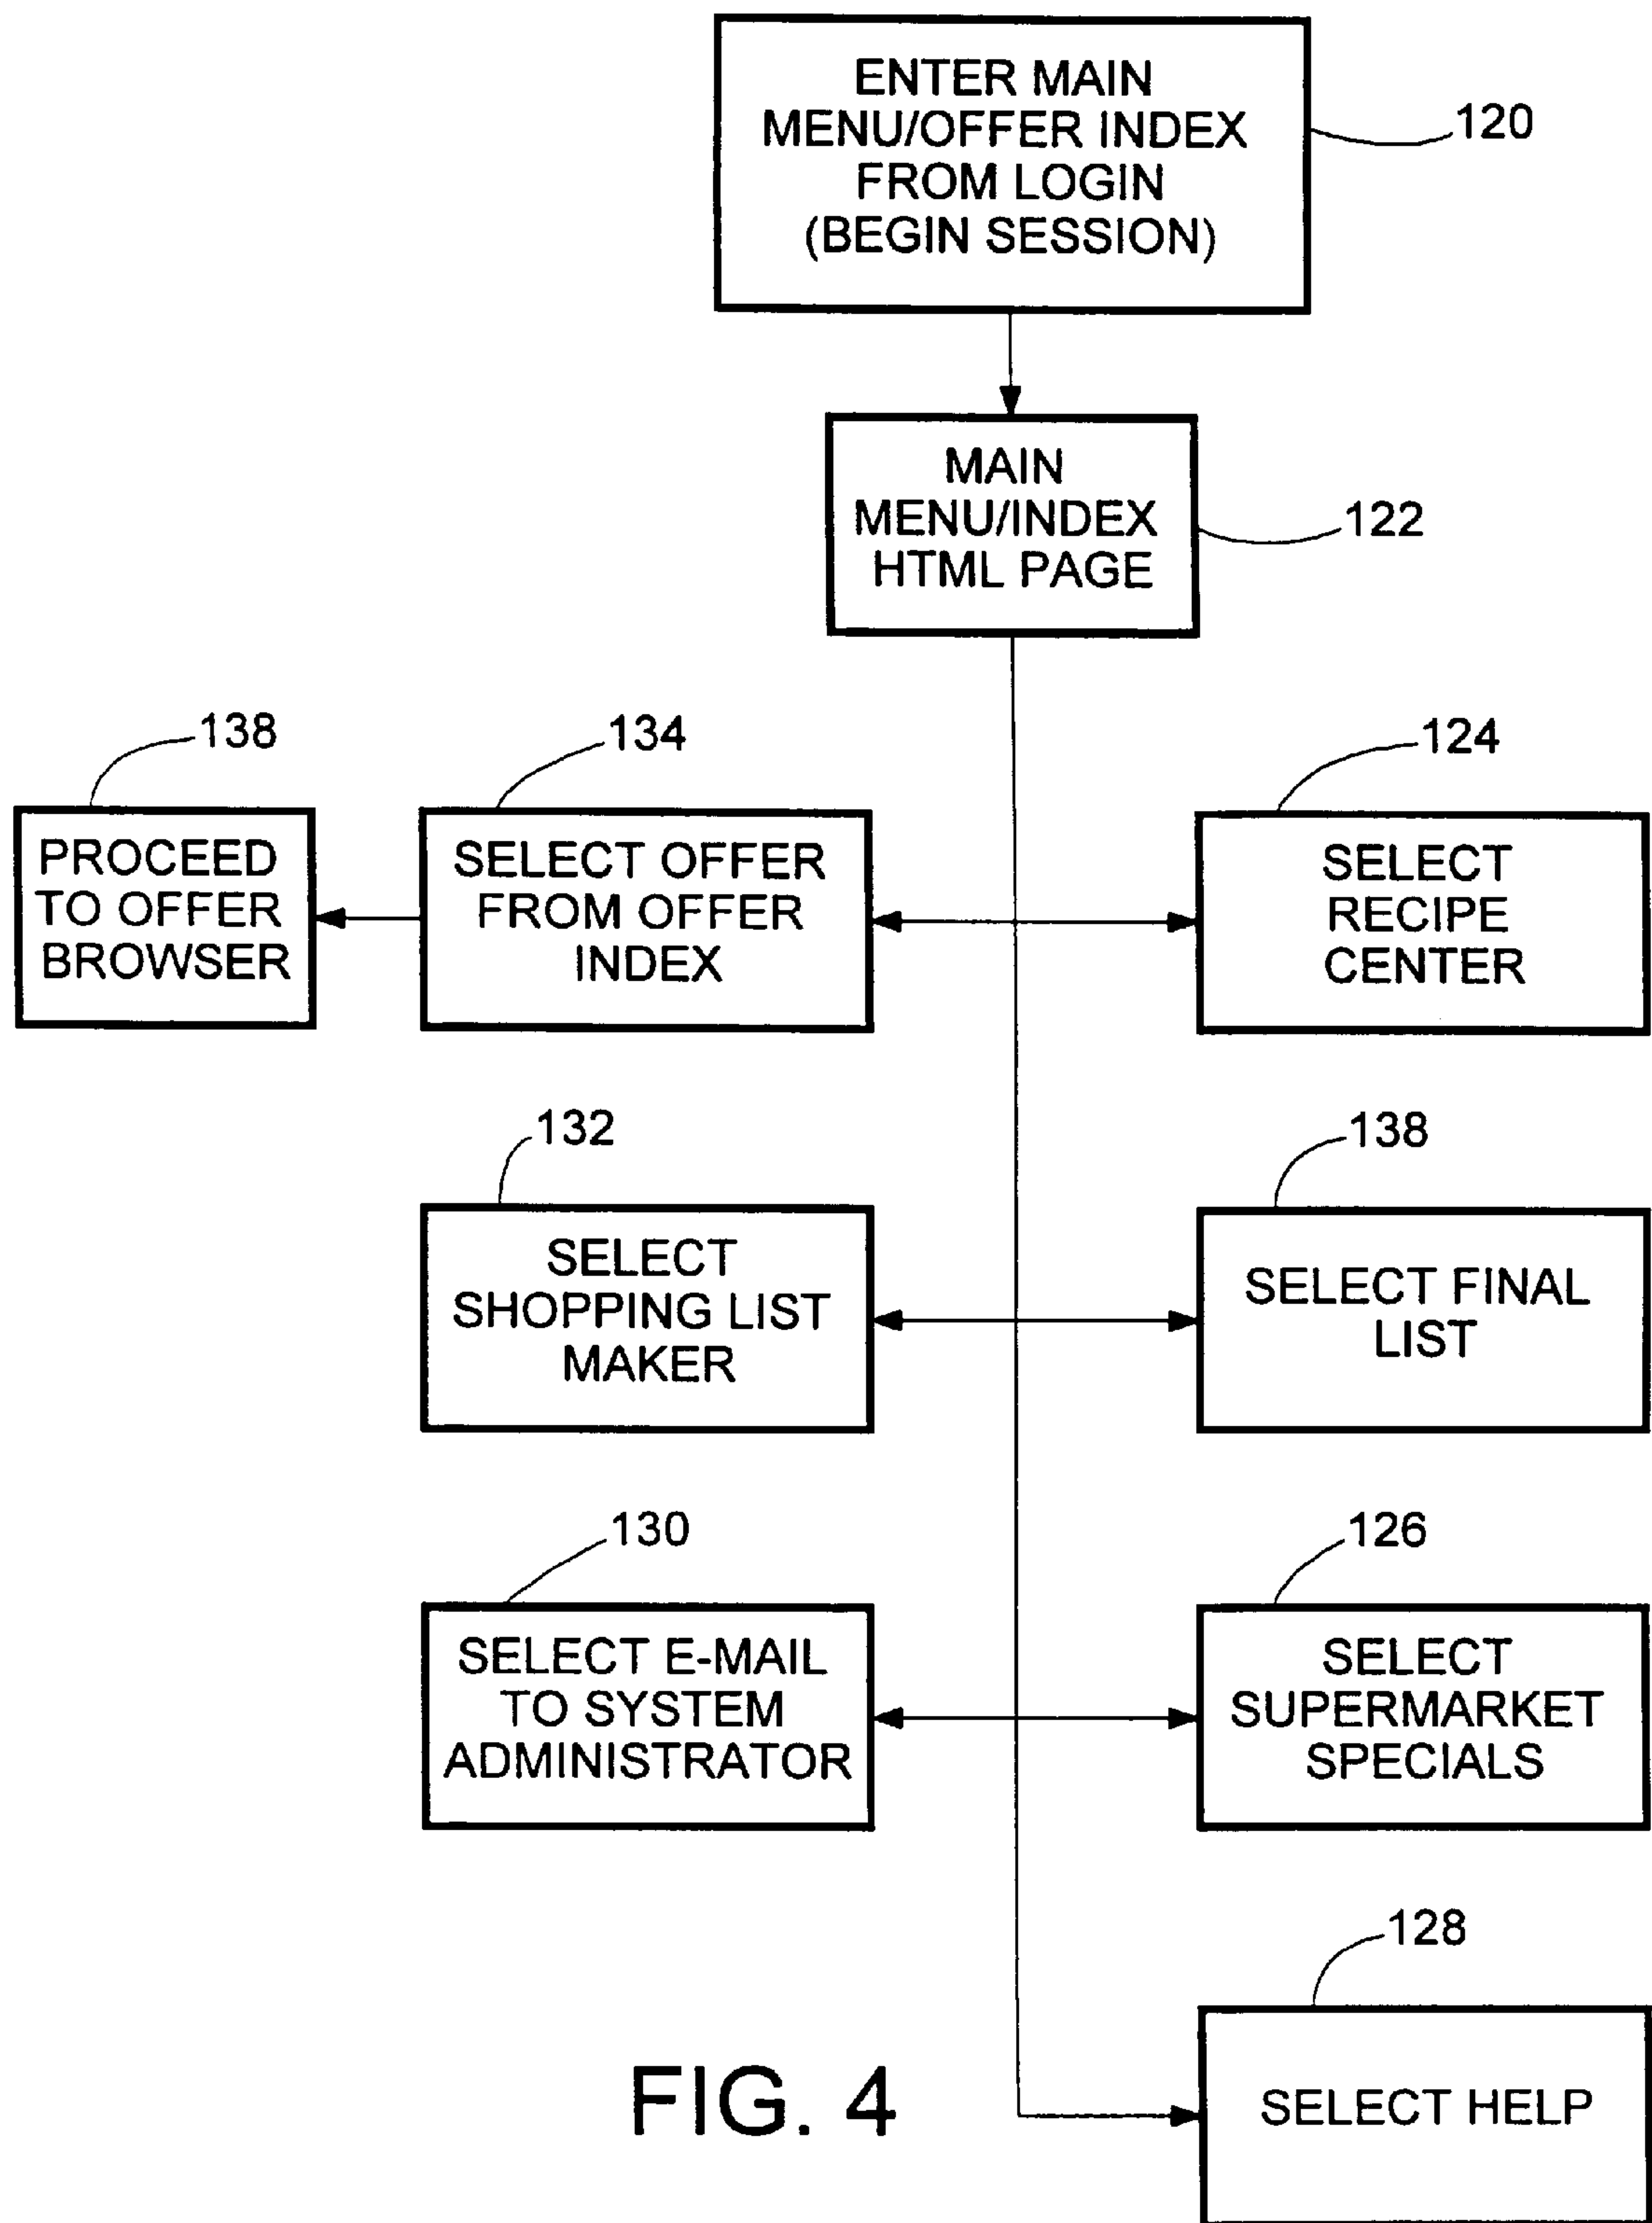 ENTER MAIN
MENU/OFFER INDEX
FROM LOGIN
(BEGIN SESSION)
120
MAIN
MENU/INDEX
HTML PAGE
122
138
PROCEED
TO OFFER
BROWSER
134
SELECT OFFER
FROM OFFER
INDEX
124
SELECT
RECIPE
CENTER
132
SELECT
SHOPPING LIST
MAKER
138
SELECT FINAL
LIST
130
SELECT E-MAIL
TO SYSTEM
ADMINISTRATOR
126
SELECT
SUPERMARKET
SPECIALS
128
SELECT HELP
FIG. 4